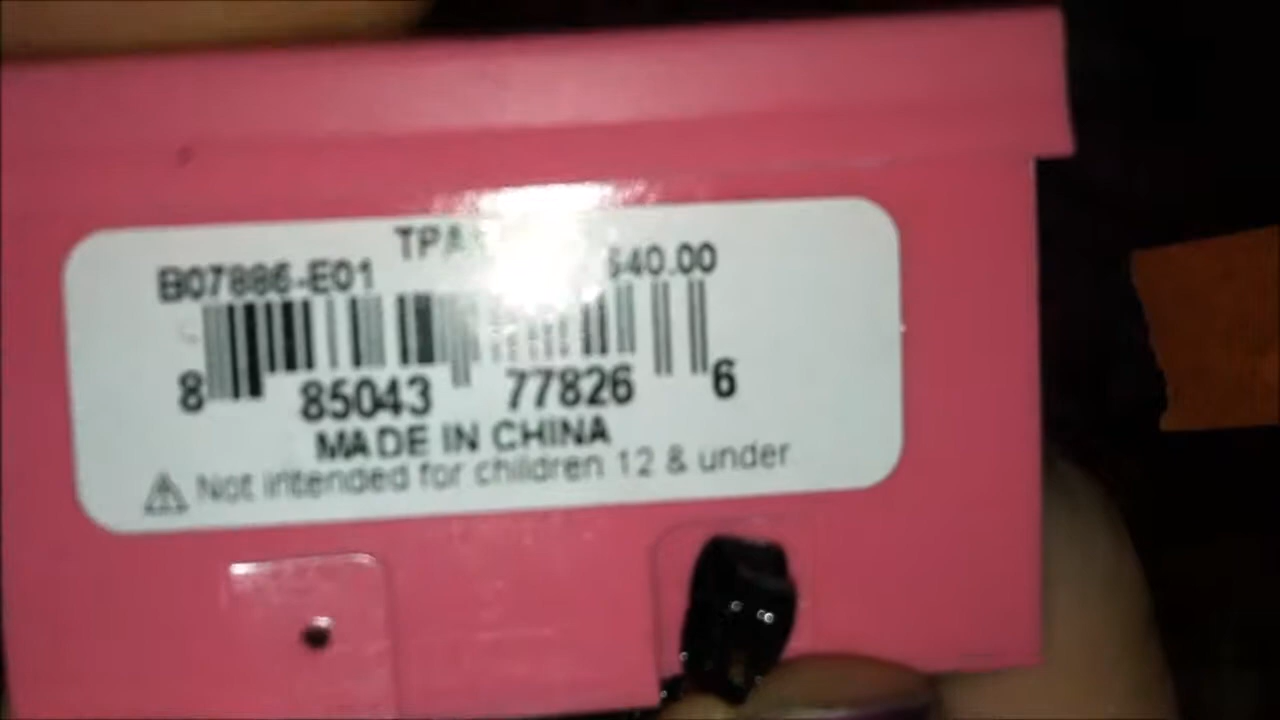 $40.00
B07886-E01
8 85043 77826 6
MADE IN CHINA
Not intended for children 12 & under